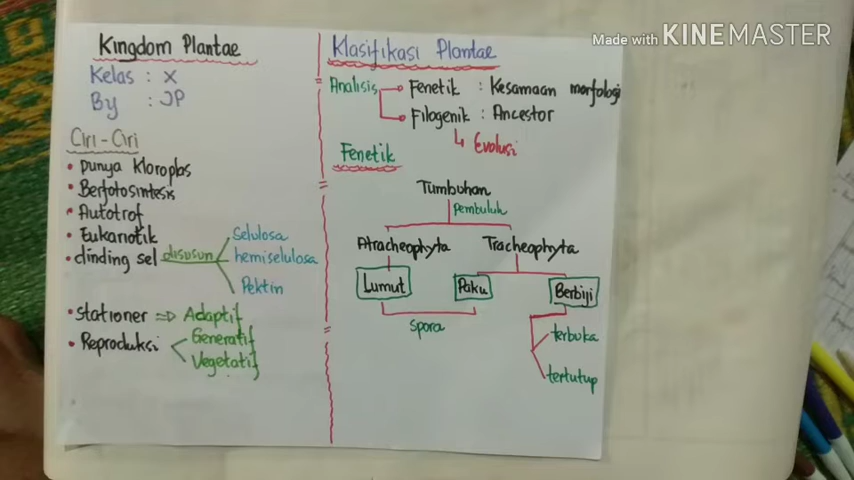 Made with KINEMASTER
Kingdom Plantae
Kelas : X
By : JP
Ciri-Ciri
• punya kloroplas
• Berfotosintesis
• Autotrof
• Eukariotik
• dinding sel disusun
selulosa
hemiselulosa
Pektin
• stationer => Adaptif
• Reproduksi
Generatif
Vegetatif
Klasifikasi Plantae
Analisis
Fenetik : Kesamaan morfologi
Filogenik : Ancestor
↳ Evolusi
Fenetik
Tumbuhan
pembuluh
Atracheophyta Tracheophyta
Lumut Paku Berbiji
spora
terbuka
tertutup